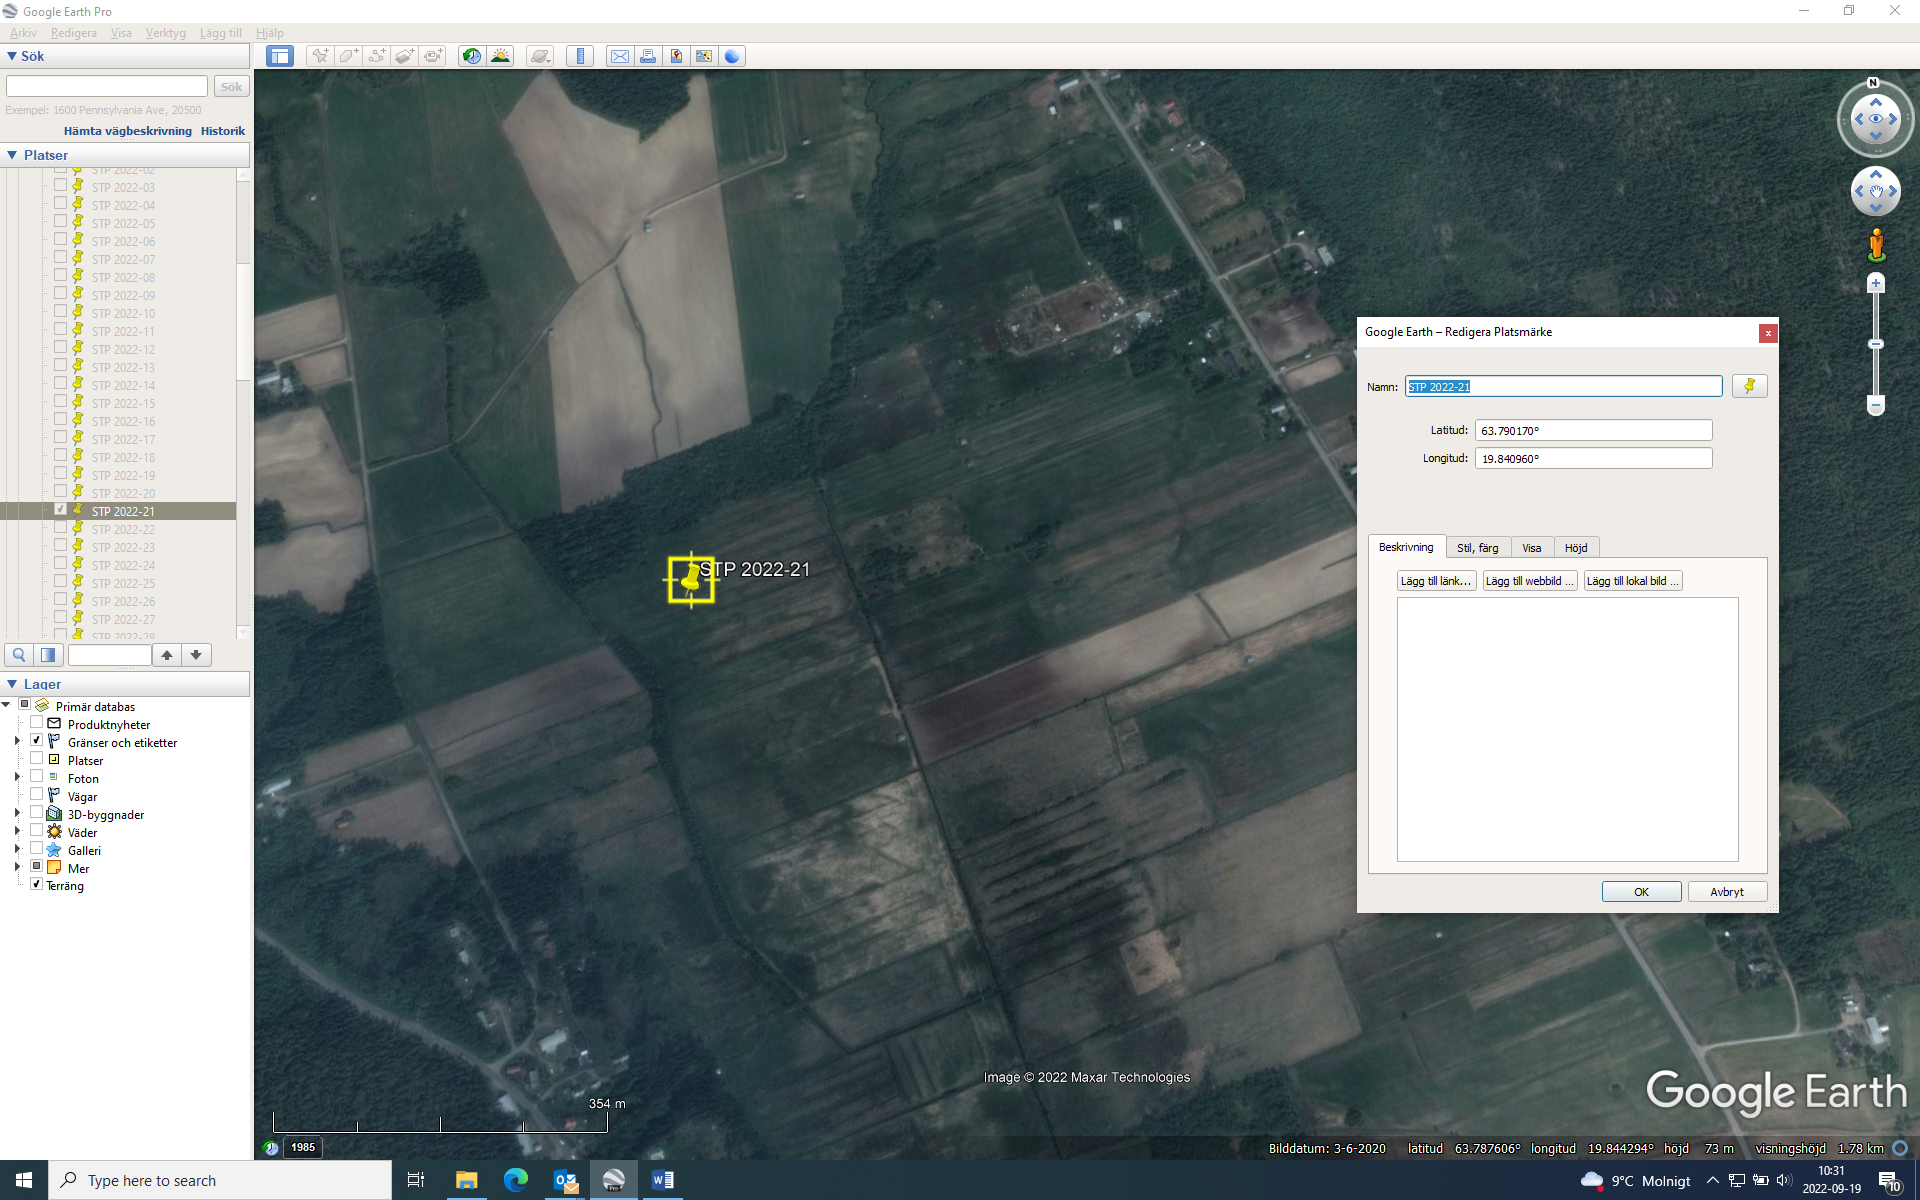 Google Earth Pro
Arkiv Redigera Visa Verktyg Lägg till Hjälp
Sök
Sök
Exempel: 1600 Pennsylvania Ave, 20500
Hämta vägbeskrivning Historik
Platser
STP 2022-02
STP 2022-03
STP 2022-04
STP 2022-05
STP 2022-06
STP 2022-07
STP 2022-08
STP 2022-09
STP 2022-10
STP 2022-11
STP 2022-12
STP 2022-13
STP 2022-14
STP 2022-15
STP 2022-16
STP 2022-17
STP 2022-18
STP 2022-19
STP 2022-20
STP 2022-21
STP 2022-22
STP 2022-23
STP 2022-24
STP 2022-25
STP 2022-26
STP 2022-27
STP 2022-28
Lager
Primär databas
Produktnyheter
Gränser och etiketter
Platser
Foton
Vägar
3D-byggnader
Väder
Galleri
Mer
Terräng
STP 2022-21
N
Google Earth – Redigera Platsmärke
x
Namn: STP 2022-21
Latitud: 63.790170°
Longitud: 19.840960°
Beskrivning Stil, färg Visa Höjd
Lägg till länk... Lägg till webbild ... Lägg till lokal bild ...
OK Avbryt
Image © 2022 Maxar Technologies
Google Earth
354 m
1985
Bilddatum: 3-6-2020 latitud 63.787606° longitud 19.844294° höjd 73 m visningshöjd 1.78 km
Type here to search
9°C Molnigt
10:31
2022-09-19
10